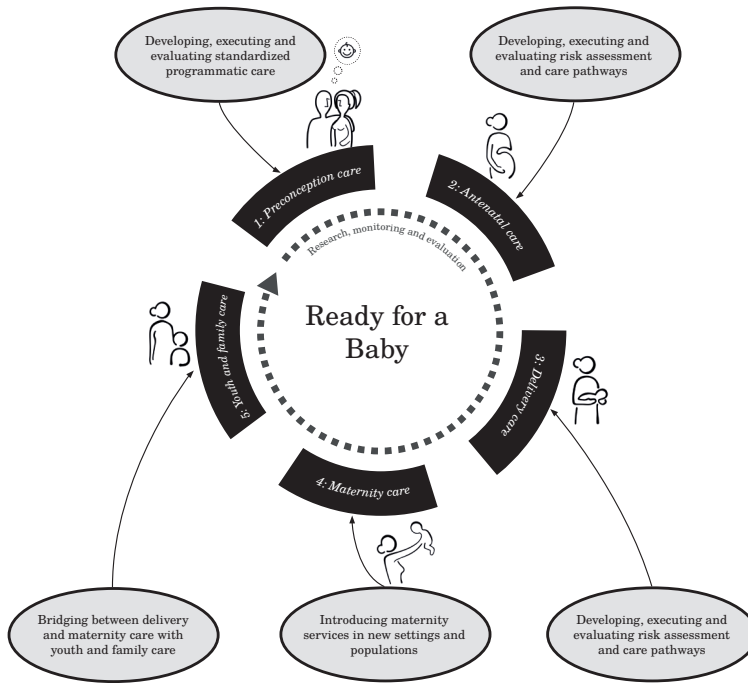 Developing, executing and
evaluating standardized
programmatic care
Developing, executing and
evaluating risk assessment
and care pathways
1: Preconception care
2: Antenatal care
Research, monitoring and evaluation
Ready for a
Baby
5: Youth and family care
3: Delivery care
4: Maternity care
Bridging between delivery
and maternity care with
youth and family care
Introducing maternity
services in new settings and
populations
Developing, executing and
evaluating risk assessment
and care pathways